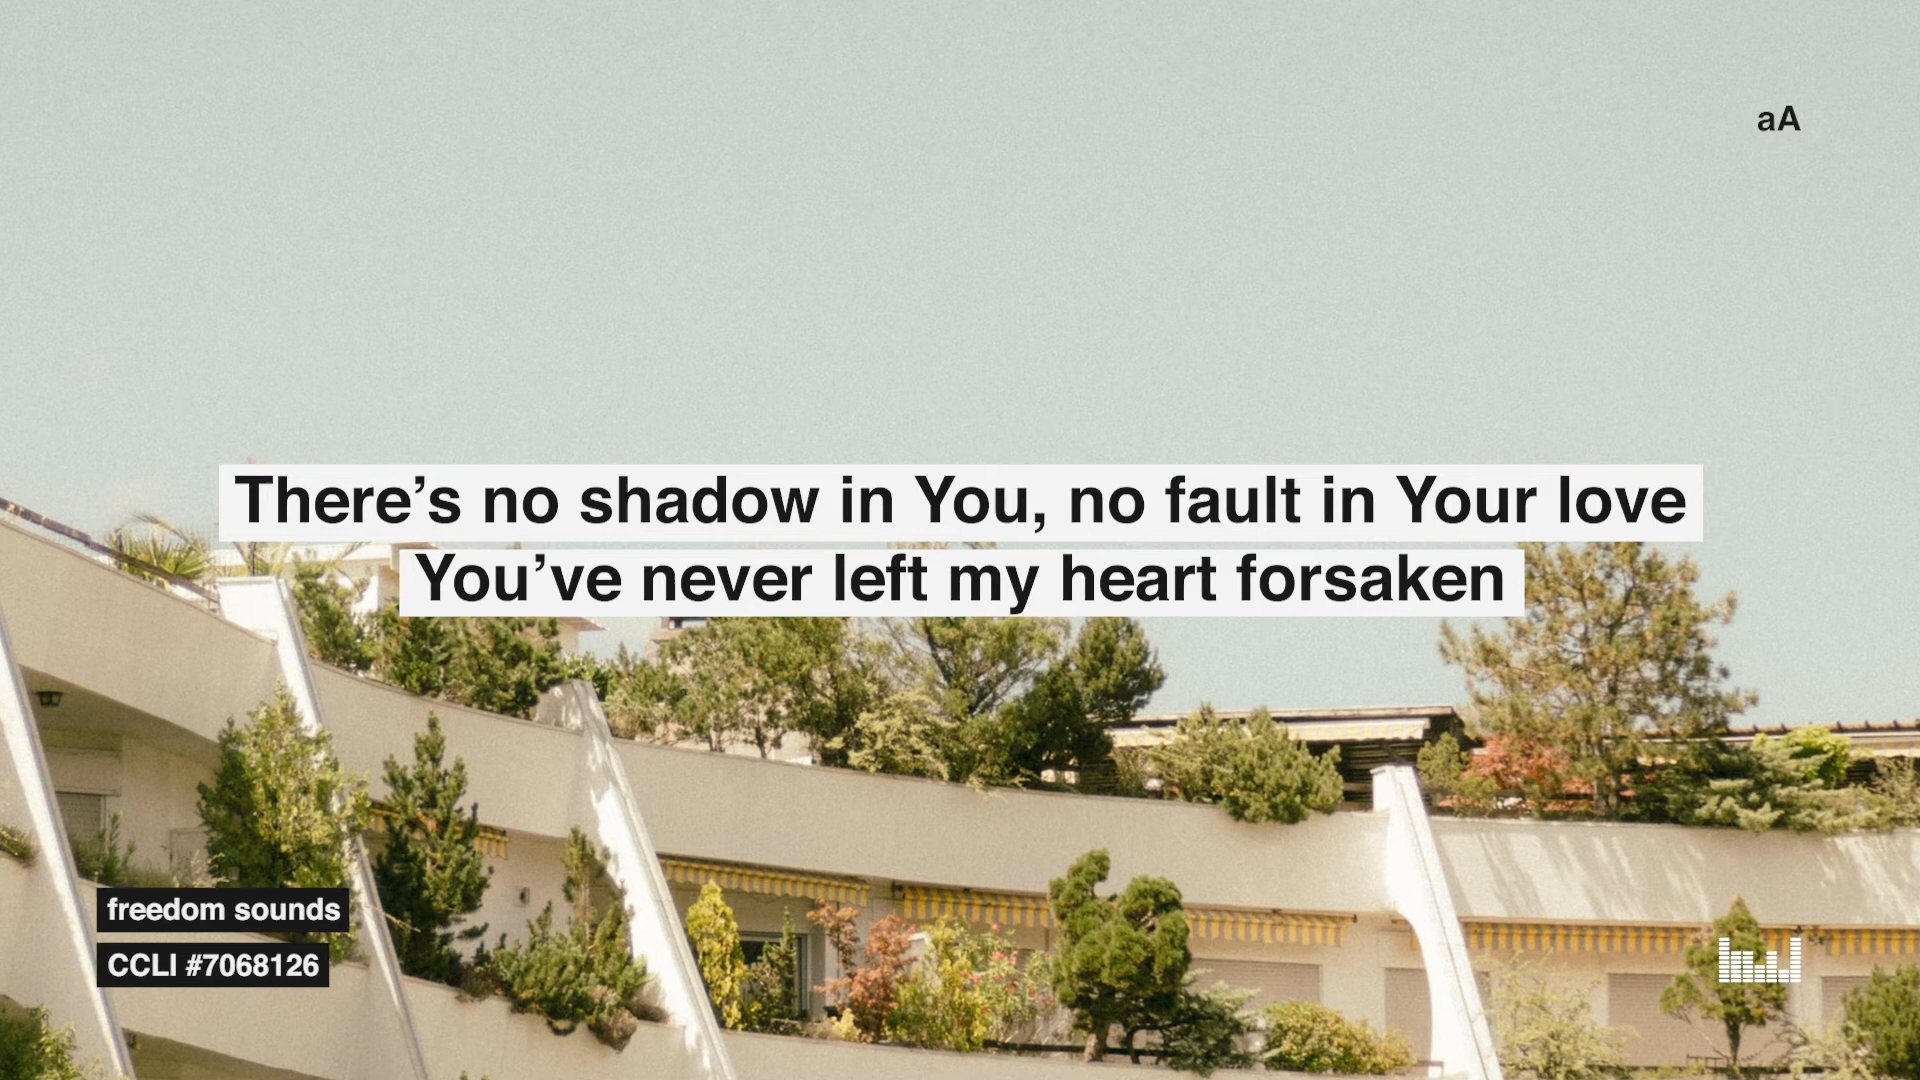 aA
There’s no shadow in You, no fault in Your love
You’ve never left my heart forsaken
freedom sounds
CCLI #7068126